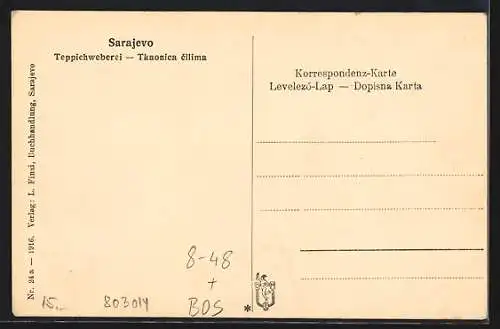 Sarajevo
Teppichweberei — Tkaonica ćilima
Korrespondenz-Karte
Levelező-Lap — Dopisna Karta
Nr. 24 a — 1916. Verlag: L. Finzi, Buchhandlung, Sarajevo
8-48
+
BOS
15.- 803014
*